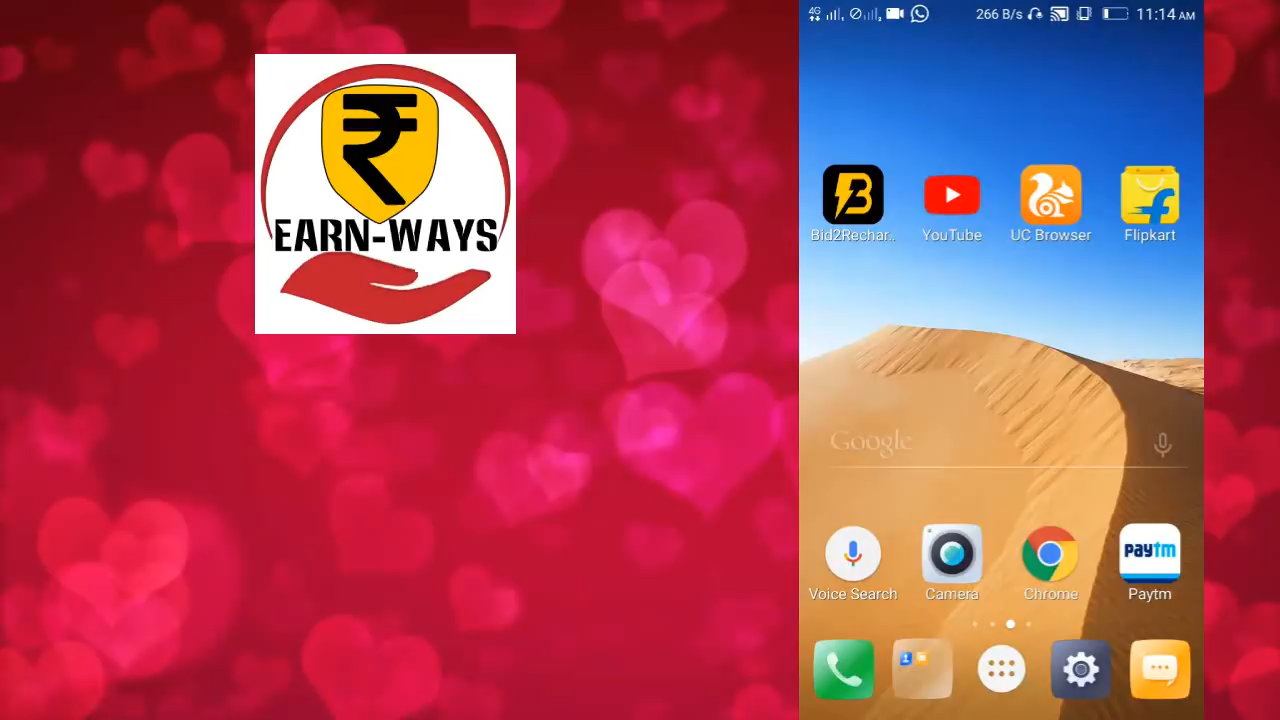 ₹
EARN-WAYS
4G 266 B/s 11:14 AM
Bid2Rechar.. YouTube UC Browser Flipkart
Google
paytm
Voice Search Camera Chrome Paytm